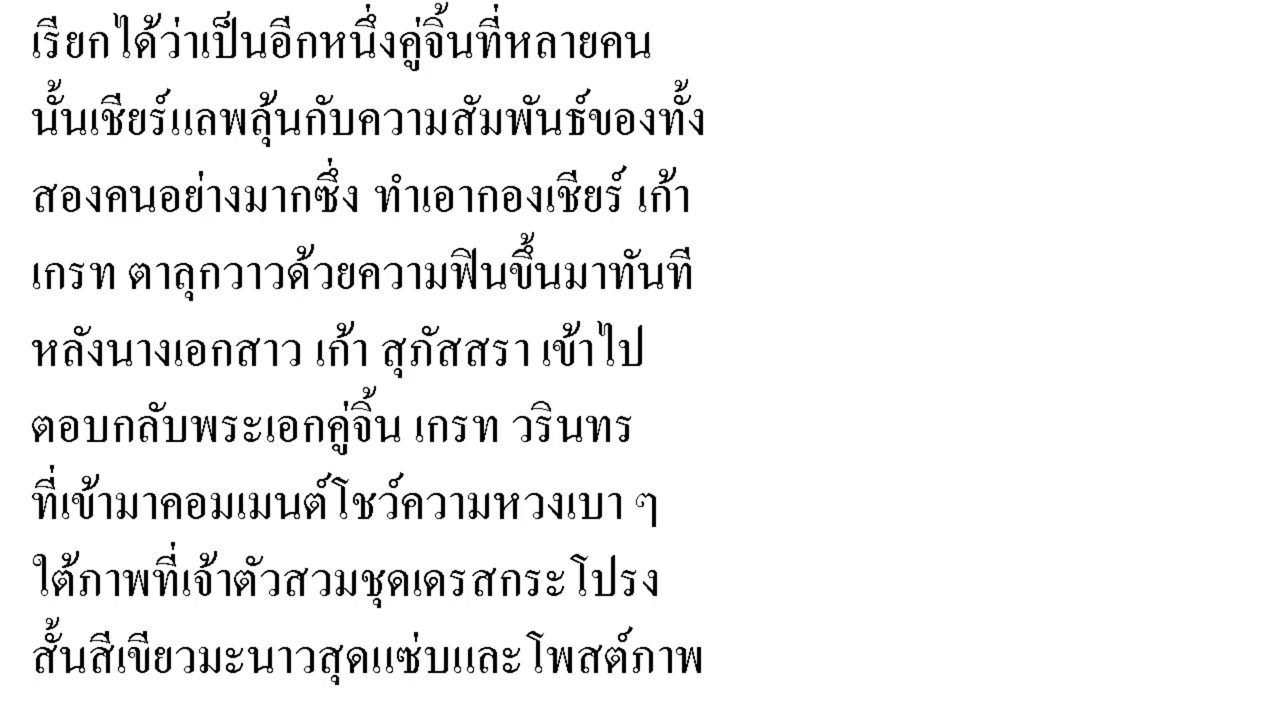 เรียกได้ว่าเป็นอีกหนึ่งคู่จิ้นที่หลายคน
นั้นเชียร์แลพลุ้นกับความสัมพันธ์ของทั้ง
สองคนอย่างมากซึ่ง ทำเอากองเชียร์ เก้า
เกรท ตาลุกวาวด้วยความฟินขึ้นมาทันที
หลังนางเอกสาว เก้า สุภัสสรา เข้าไป
ตอบกลับพระเอกคู่จิ้น เกรท วรินทร
ที่เข้ามาคอมเมนต์โชว์ความหวงเบา ๆ
ใต้ภาพที่เจ้าตัวสวมชุดเดรสกระโปรง
สั้นสีเขียวมะนาวสุดแซ่บและโพสต์ภาพ